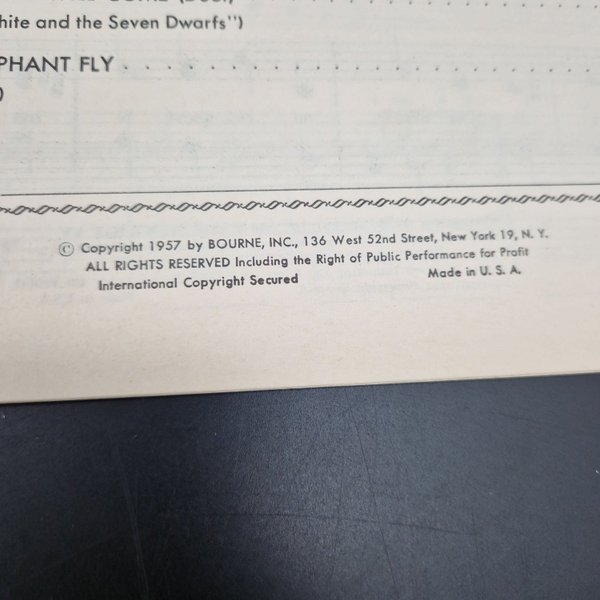 hite and the Seven Dwarfs")
PHANT FLY . . . . . . . . . . . . . . . . . . . . . .
)
© Copyright 1957 by BOURNE, INC., 136 West 52nd Street, New York 19, N. Y.
ALL RIGHTS RESERVED Including the Right of Public Performance for Profit
International Copyright Secured Made in U. S. A.